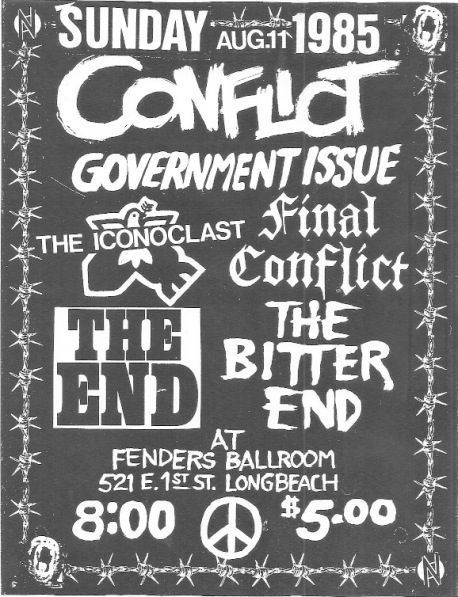 SUNDAY AUG.11 1985
CONFLICT
GOVERNMENT ISSUE
THE ICONOCLAST
Final
Conflict
THE
END
THE
BITTER
END
AT
FENDERS BALLROOM
521 E. 1ST ST. LONGBEACH
8:00 $5.00